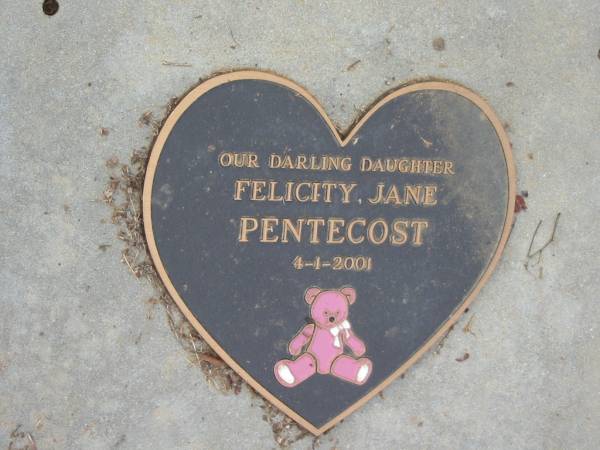 OUR DARLING DAUGHTER
FELICITY JANE
PENTECOST
4-1-2001